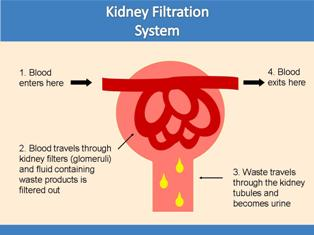 Kidney Filtration
System
1. Blood
enters here
4. Blood
exits here
2. Blood travels through
kidney filters (glomeruli)
and fluid containing
waste products is
filtered out
3. Waste travels
through the kidney
tubules and
becomes urine